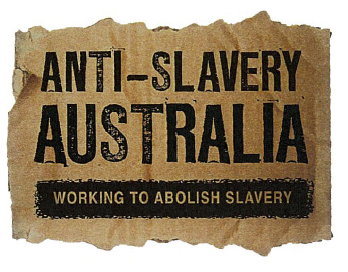 ANTI-SLAVERY
AUSTRALIA
WORKING TO ABOLISH SLAVERY